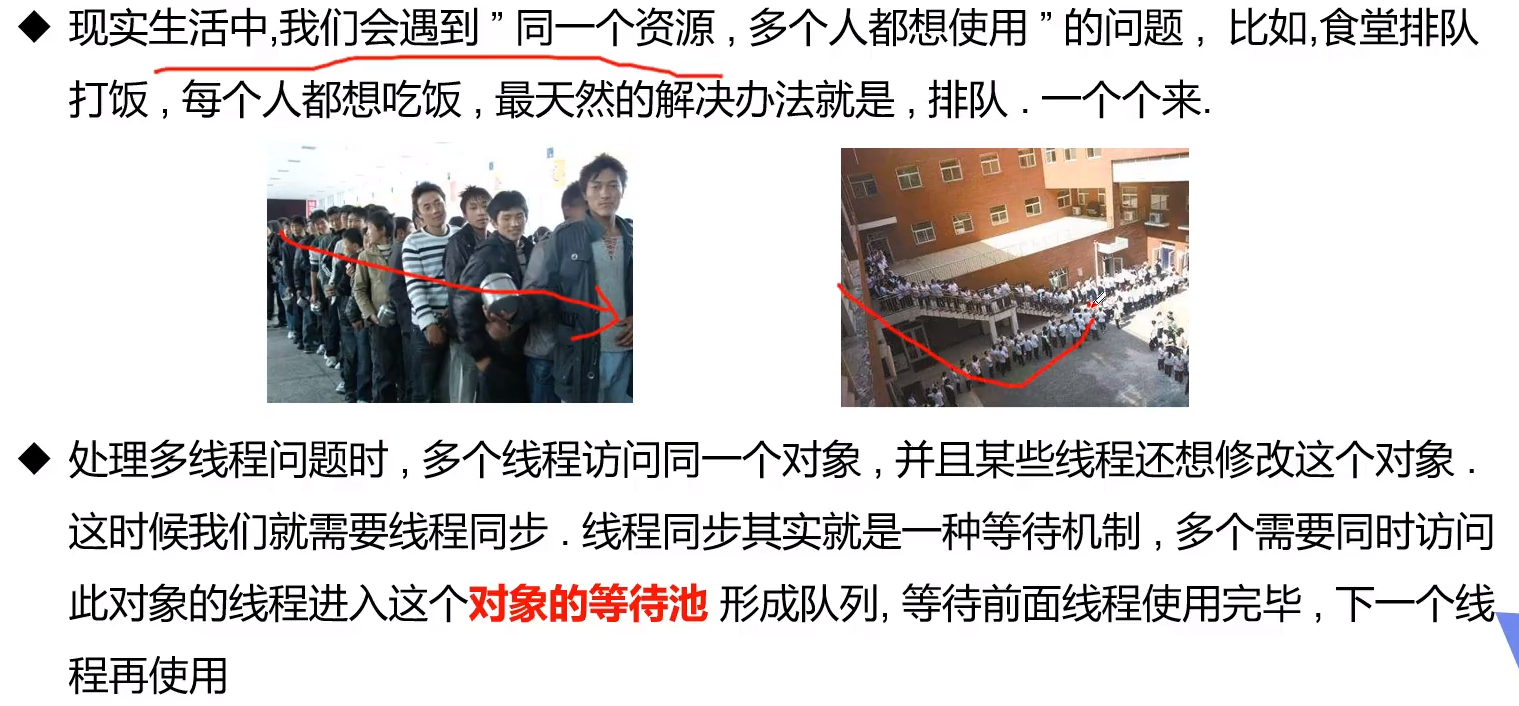 ◆ 现实生活中,我们会遇到 ” 同一个资源 , 多个人都想使用 ” 的问题 , 比如,食堂排队
打饭 , 每个人都想吃饭 , 最天然的解决办法就是 , 排队 . 一个个来.
◆ 处理多线程问题时 , 多个线程访问同一个对象 , 并且某些线程还想修改这个对象 .
这时候我们就需要线程同步 . 线程同步其实就是一种等待机制 , 多个需要同时访问
此对象的线程进入这个对象的等待池 形成队列, 等待前面线程使用完毕 , 下一个线
程再使用